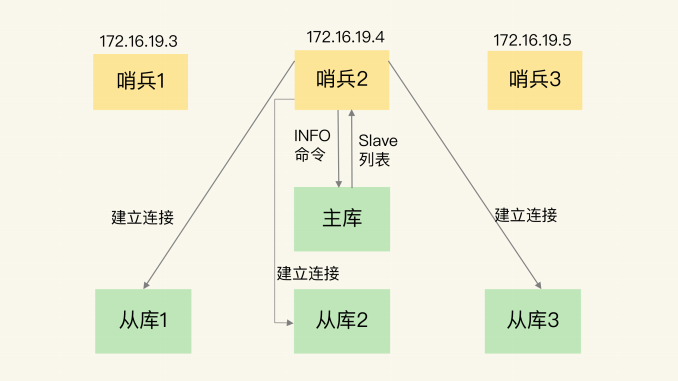 172.16.19.3
172.16.19.4
172.16.19.5
哨兵1
哨兵2
哨兵3
INFO
命令
Slave
列表
建立连接
主库
建立连接
建立连接
从库1
从库2
从库3